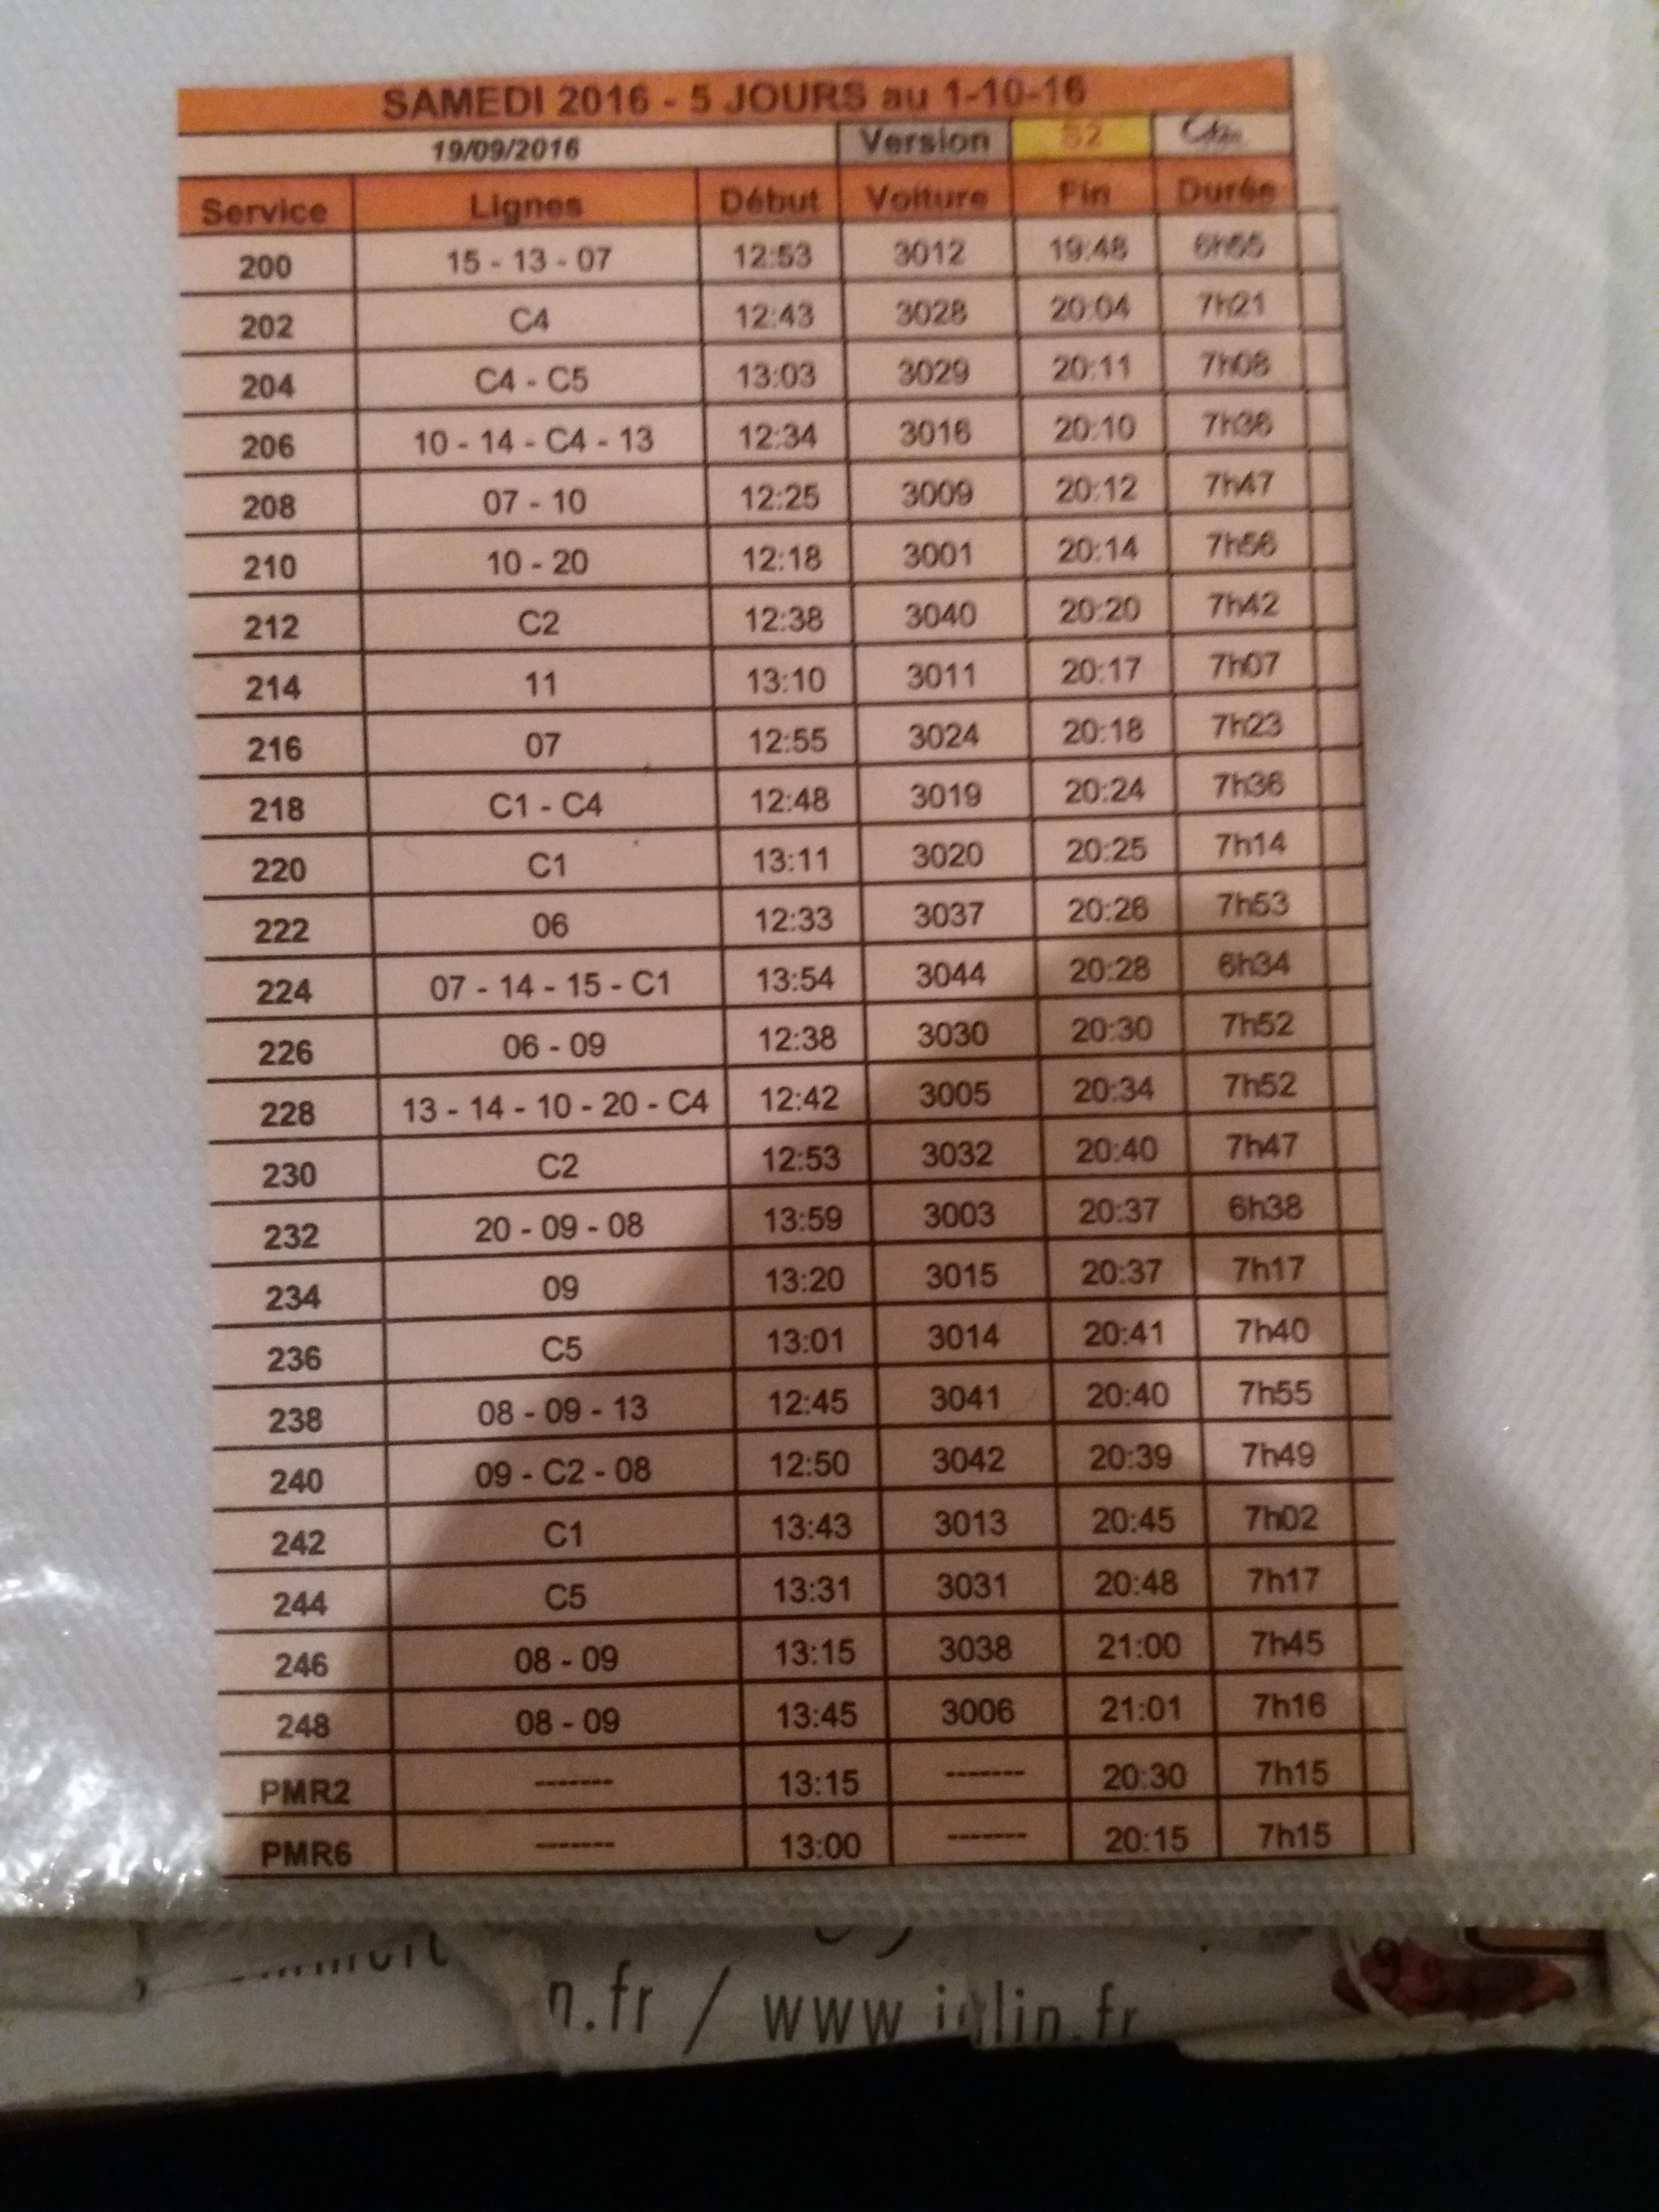 SAMEDI 2016 - 5 JOURS au 1-10-16
19/09/2016 Version S2
Service Lignes Début Voiture Fin Durée
200 15 - 13 - 07 12:53 3012 19:48 6h55
202 C4 12:43 3028 20:04 7h21
204 C4 - C5 13:03 3029 20:11 7h08
206 10 - 14 - C4 - 13 12:34 3016 20:10 7h36
208 07 - 10 12:25 3009 20:12 7h47
210 10 - 20 12:18 3001 20:14 7h56
212 C2 12:38 3040 20:20 7h42
214 11 13:10 3011 20:17 7h07
216 07 12:55 3024 20:18 7h23
218 C1 - C4 12:48 3019 20:24 7h36
220 C1 13:11 3020 20:25 7h14
222 06 12:33 3037 20:26 7h53
224 07 - 14 - 15 - C1 13:54 3044 20:28 6h34
226 06 - 09 12:38 3030 20:30 7h52
228 13 - 14 - 10 - 20 - C4 12:42 3005 20:34 7h52
230 C2 12:53 3032 20:40 7h47
232 20 - 09 - 08 13:59 3003 20:37 6h38
234 09 13:20 3015 20:37 7h17
236 C5 13:01 3014 20:41 7h40
238 08 - 09 - 13 12:45 3041 20:40 7h55
240 09 - C2 - 08 12:50 3042 20:39 7h49
242 C1 13:43 3013 20:45 7h02
244 C5 13:31 3031 20:48 7h17
246 08 - 09 13:15 3038 21:00 7h45
248 08 - 09 13:45 3006 21:01 7h16
PMR2 ------- 13:15 ------- 20:30 7h15
PMR6 ------- 13:00 ------- 20:15 7h15
n.fr / www